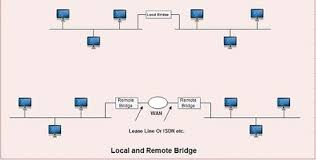 Local Bridge
Remote Bridge
WAN
Remote Bridge
Lease Line Or ISDN etc.
Local and Remote Bridge